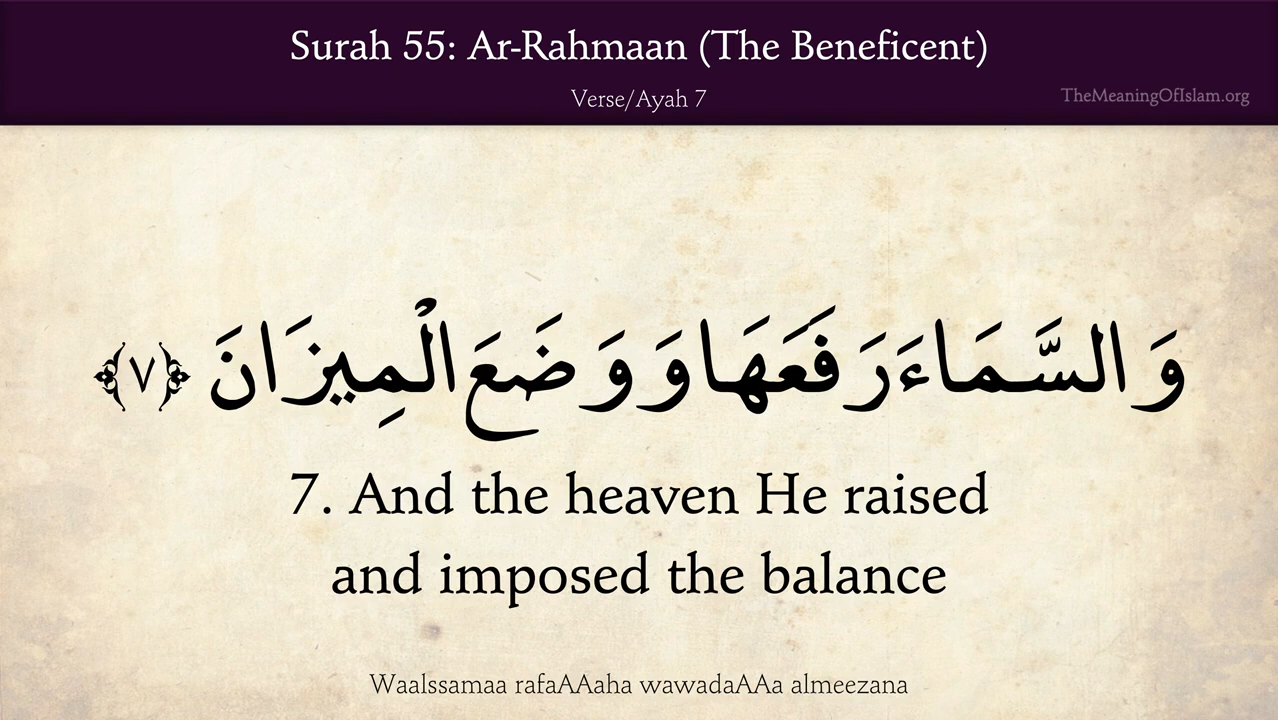 Surah 55: Ar-Rahmaan (The Beneficent)
Verse/Ayah 7
TheMeaningOfIslam.org
وَالسَّمَاءَ رَفَعَهَا وَوَضَعَ الْمِيزَانَ ﴿٧﴾
7. And the heaven He raised
and imposed the balance
Waalssamaa rafaAAaha wawadaAAa almeezana